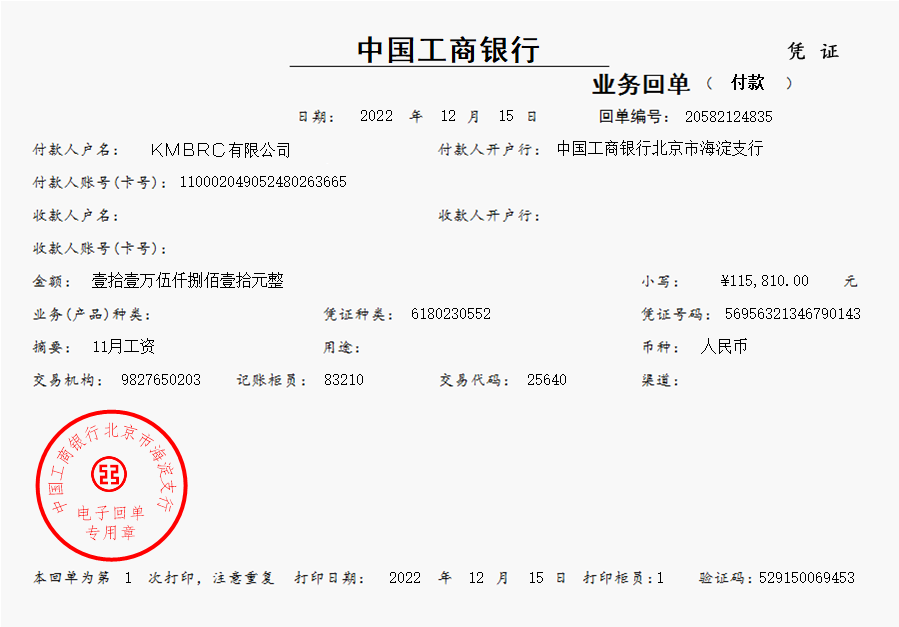 中国工商银行
凭 证
业务回单 （ 付款 ）
日期： 2022 年 12 月 15 日 回单编号： 20582124835
付款人户名： KMBRC有限公司 付款人开户行： 中国工商银行北京市海淀支行
付款人账号(卡号)： 110002049052480263665
收款人户名： 收款人开户行：
收款人账号(卡号)：
金额： 壹拾壹万伍仟捌佰壹拾元整 小写： ¥115,810.00 元
业务(产品)种类： 凭证种类： 6180230552 凭证号码： 56956321346790143
摘要： 11月工资 用途： 币种： 人民币
交易机构： 9827650203 记账柜员： 83210 交易代码： 25640 渠道：
中国工商银行北京市海淀支行
电子回单
专用章
本回单为第 1 次打印，注意重复 打印日期： 2022 年 12 月 15 日 打印柜员：1 验证码：529150069453